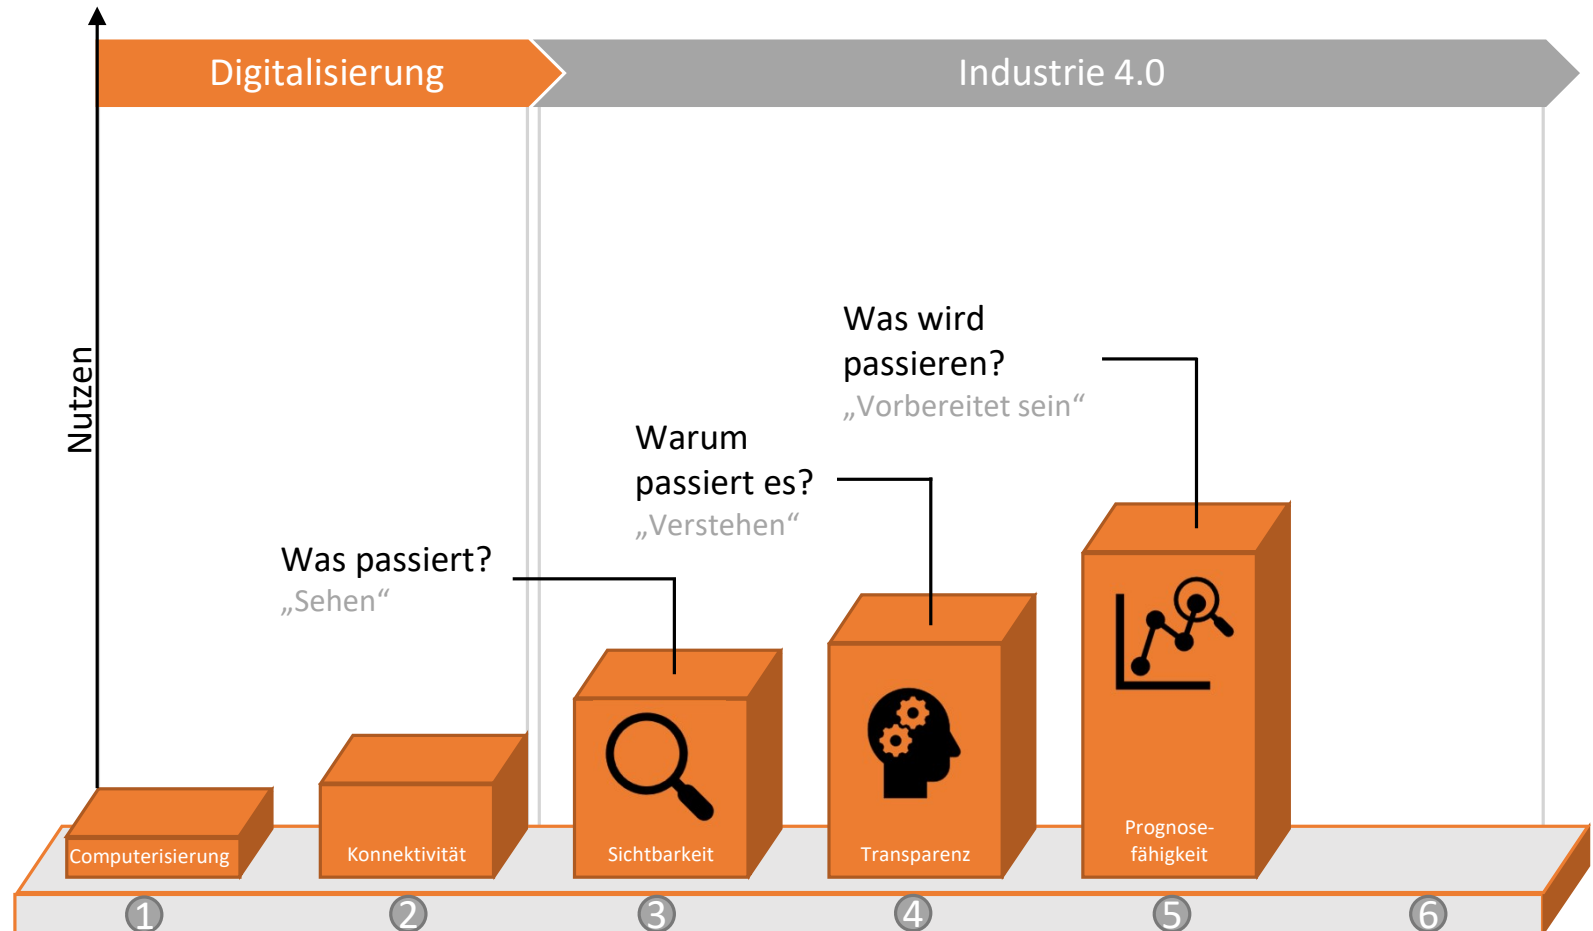 Digitalisierung
Industrie 4.0
Nutzen
Was wird
passieren?
„Vorbereitet sein“
Warum
passiert es?
„Verstehen“
Was passiert?
„Sehen“
Computerisierung
Konnektivität
Sichtbarkeit
Transparenz
Prognose-
fähigkeit
1
2
3
4
5
6